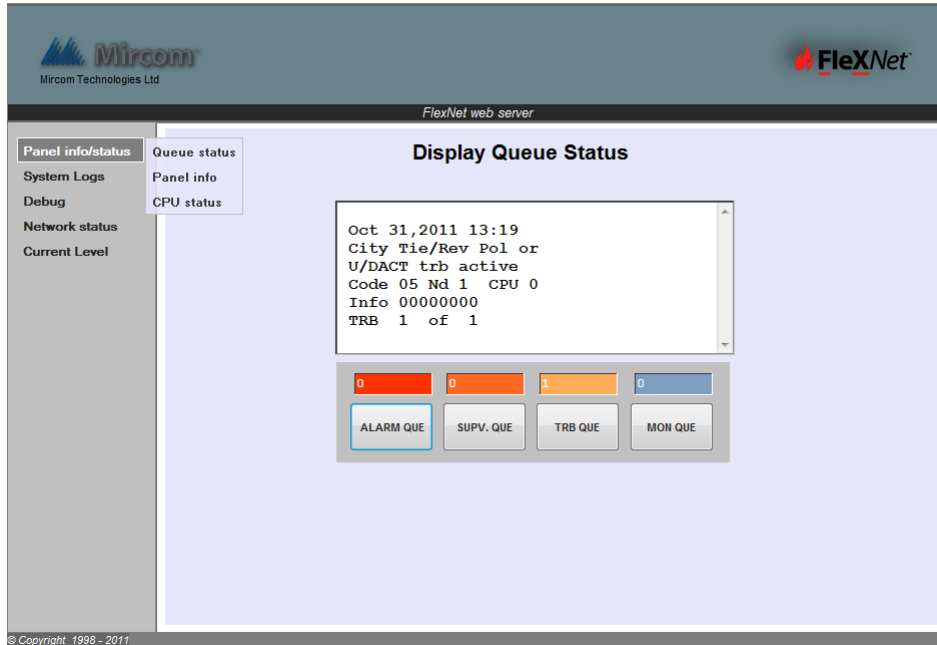 Mircom™
Mircom Technologies Ltd
FleXNet™
FlexNet web server
Panel info/status
System Logs
Debug
Network status
Current Level
Queue status
Panel info
CPU status
Display Queue Status
Oct 31,2011 13:19
City Tie/Rev Pol or
U/DACT trb active
Code 05 Nd 1 CPU 0
Info 00000000
TRB 1 of 1
0 0 1 0
ALARM QUE SUPV. QUE TRB QUE MON QUE
© Copyright 1998 - 2011